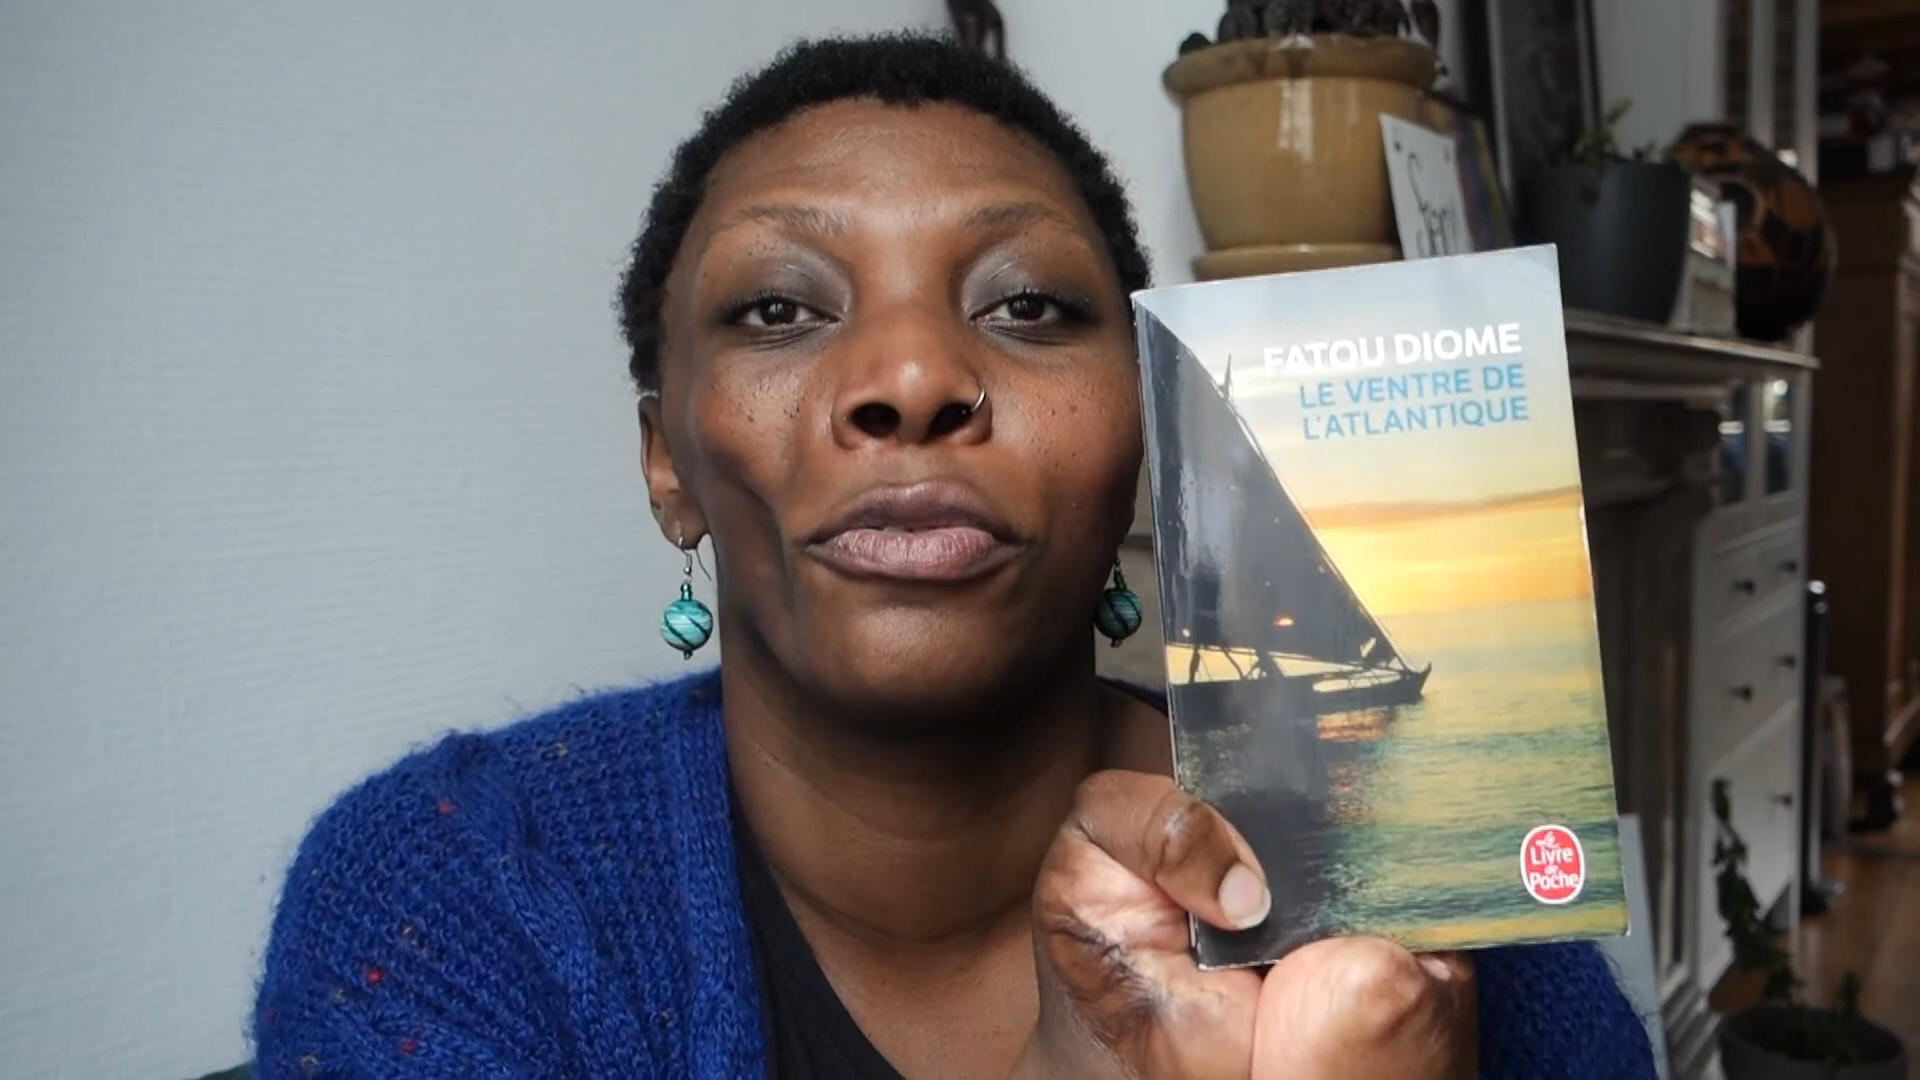 FATOU DIOME
LE VENTRE DE
L'ATLANTIQUE
Le
Livre
de
Poche